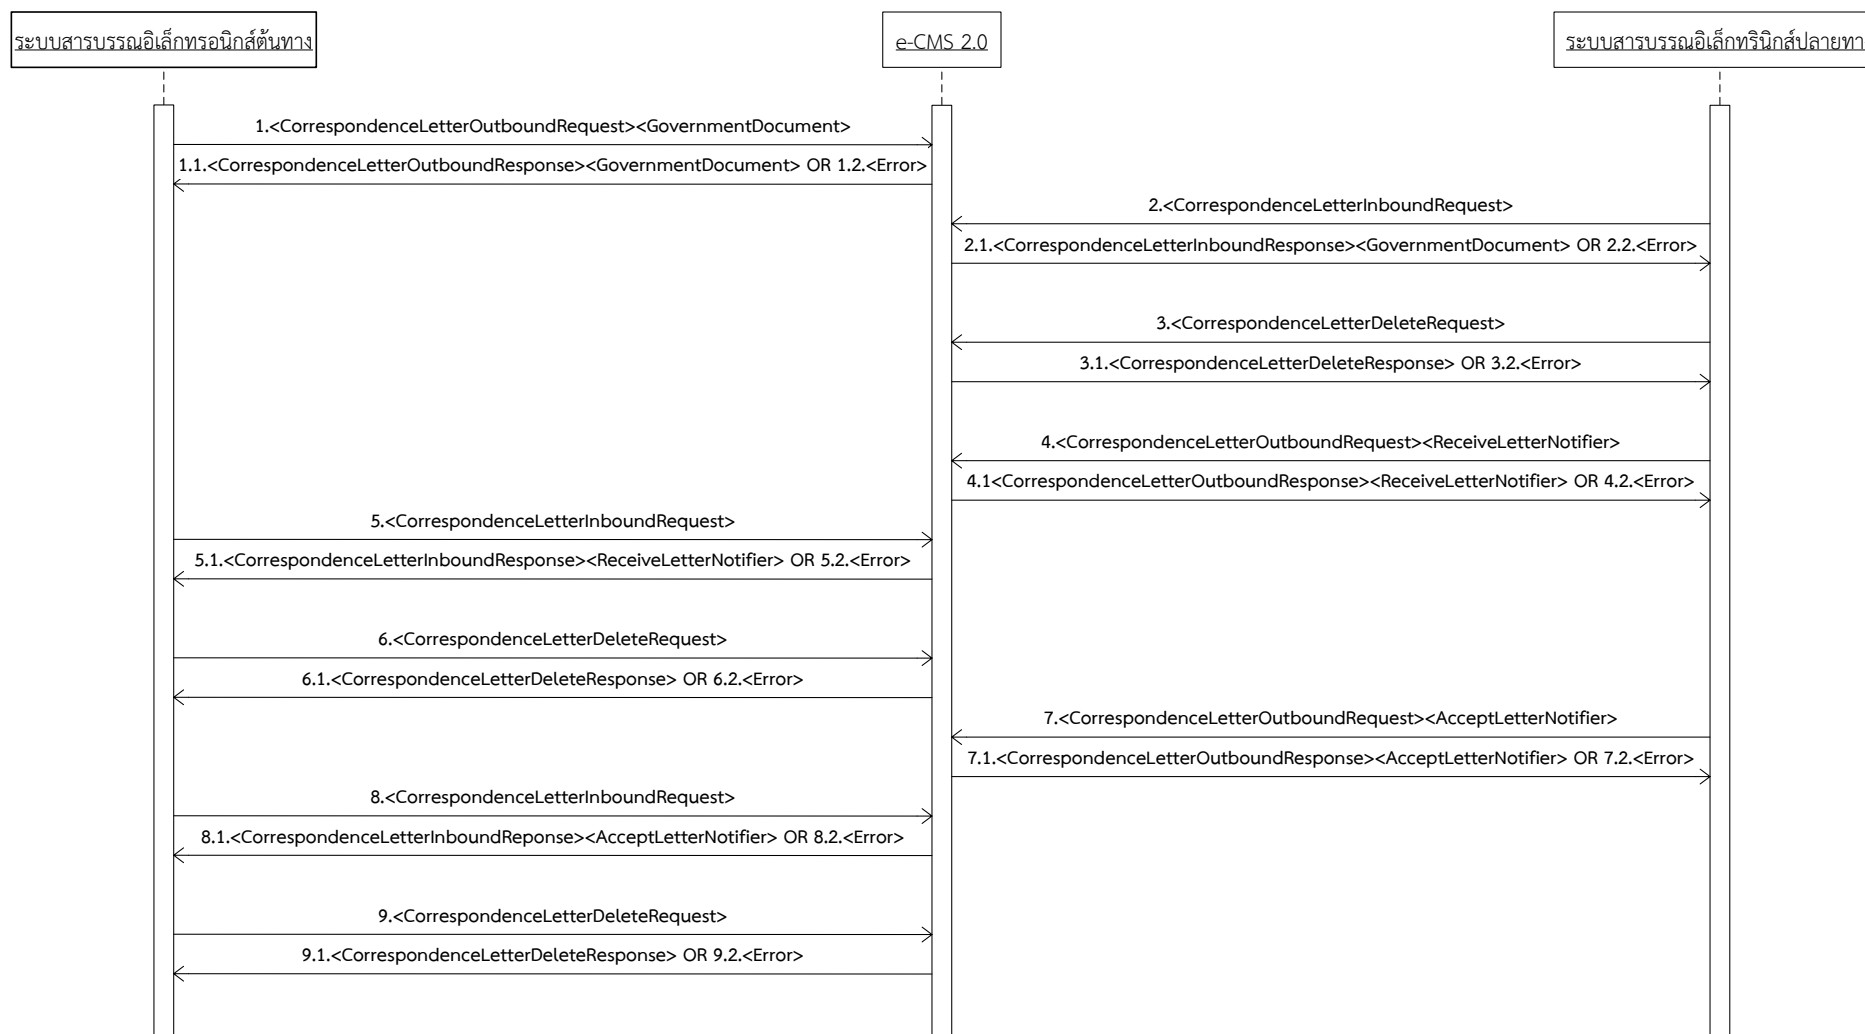 ระบบสารบรรณอิเล็กทรอนิกส์ต้นทาง
e-CMS 2.0
ระบบสารบรรณอิเล็กทรินิกส์ปลายทา
1.<CorrespondenceLetterOutboundRequest><GovernmentDocument>
1.1.<CorrespondenceLetterOutboundResponse><GovernmentDocument> OR 1.2.<Error>
2.<CorrespondenceLetterInboundRequest>
2.1.<CorrespondenceLetterInboundResponse><GovernmentDocument> OR 2.2.<Error>
3.<CorrespondenceLetterDeleteRequest>
3.1.<CorrespondenceLetterDeleteResponse> OR 3.2.<Error>
4.<CorrespondenceLetterOutboundRequest><ReceiveLetterNotifier>
4.1<CorrespondenceLetterOutboundResponse><ReceiveLetterNotifier> OR 4.2.<Error>
5.<CorrespondenceLetterInboundRequest>
5.1.<CorrespondenceLetterInboundResponse><ReceiveLetterNotifier> OR 5.2.<Error>
6.<CorrespondenceLetterDeleteRequest>
6.1.<CorrespondenceLetterDeleteResponse> OR 6.2.<Error>
7.<CorrespondenceLetterOutboundRequest><AcceptLetterNotifier>
7.1.<CorrespondenceLetterOutboundResponse><AcceptLetterNotifier> OR 7.2.<Error>
8.<CorrespondenceLetterInboundRequest>
8.1.<CorrespondenceLetterInboundReponse><AcceptLetterNotifier> OR 8.2.<Error>
9.<CorrespondenceLetterDeleteRequest>
9.1.<CorrespondenceLetterDeleteResponse> OR 9.2.<Error>